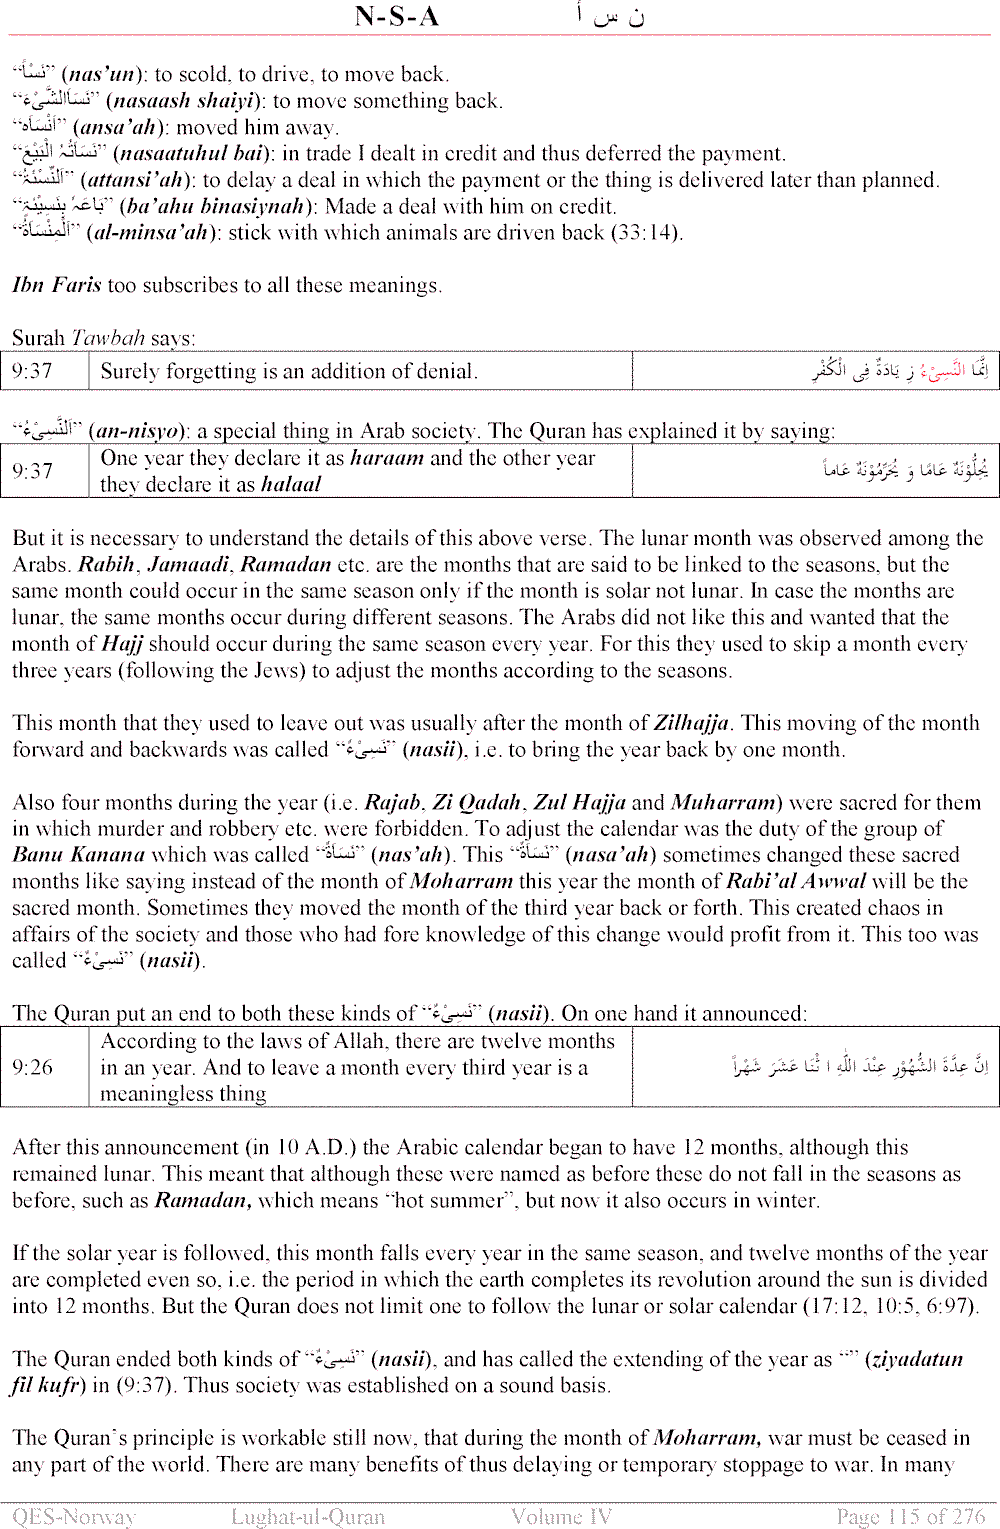 N-S-A ن س أ
“نَسْأً” (nas’un): to scold, to drive, to move back.
“نَسَأَالشَّيْءَ” (nasaash shaiyi): to move something back.
“اَنْسَأَه” (ansa’ah): moved him away.
“نَسَأْتُہُ الْبَيْعَ” (nasaatuhul bai): in trade I dealt in credit and thus deferred the payment.
“اَلنَّسِئَۃُ” (attansi’ah): to delay a deal in which the payment or the thing is delivered later than planned.
“بَاعَہٗ بِنَسِيْئَۃٍ” (ba’ahu binasiynah): Made a deal with him on credit.
“اَلْمِنْسَأَۃُ” (al-minsa’ah): stick with which animals are driven back (33:14).
Ibn Faris too subscribes to all these meanings.
Surah Tawbah says:
9:37 Surely forgetting is an addition of denial. اِنَّمَا النَّسِیْءُ زِ يَادَةٌ فِی الْكُفْرِ
“اَلنَّسِیْءُ” (an-nisyo): a special thing in Arab society. The Quran has explained it by saying:
9:37 One year they declare it as haraam and the other year يُحِلُّوْنَهٗ عَامًا وَ يُحَرِّمُوْنَهٗ عَاماً
they declare it as halaal
But it is necessary to understand the details of this above verse. The lunar month was observed among the
Arabs. Rabih, Jamaadi, Ramadan etc. are the months that are said to be linked to the seasons, but the
same month could occur in the same season only if the month is solar not lunar. In case the months are
lunar, the same months occur during different seasons. The Arabs did not like this and wanted that the
month of Hajj should occur during the same season every year. For this they used to skip a month every
three years (following the Jews) to adjust the months according to the seasons.
This month that they used to leave out was usually after the month of Zilhajja. This moving of the month
forward and backwards was called “نَسِیْءٌ” (nasii), i.e. to bring the year back by one month.
Also four months during the year (i.e. Rajab, Zi Qadah, Zul Hajja and Muharram) were sacred for them
in which murder and robbery etc. were forbidden. To adjust the calendar was the duty of the group of
Banu Kanana which was called “نَسَأَۃٌ” (nas’ah). This “نَسَأَۃٌ” (nasa’ah) sometimes changed these sacred
months like saying instead of the month of Moharram this year the month of Rabi’al Awwal will be the
sacred month. Sometimes they moved the month of the third year back or forth. This created chaos in
affairs of the society and those who had fore knowledge of this change would profit from it. This too was
called “نَسِیْءٌ” (nasii).
The Quran put an end to both these kinds of “نَسِیْءٌ” (nasii). On one hand it announced:
According to the laws of Allah, there are twelve months
9:26 in an year. And to leave a month every third year is a اِنَّ عِدَّةَ الشُّهُوْرِ عِنْدَ اللّٰهِ ا ثْنَا عَشَرَ شَهْراً
meaningless thing
After this announcement (in 10 A.D.) the Arabic calendar began to have 12 months, although this
remained lunar. This meant that although these were named as before these do not fall in the seasons as
before, such as Ramadan, which means “hot summer”, but now it also occurs in winter.
If the solar year is followed, this month falls every year in the same season, and twelve months of the year
are completed even so, i.e. the period in which the earth completes its revolution around the sun is divided
into 12 months. But the Quran does not limit one to follow the lunar or solar calendar (17:12, 10:5, 6:97).
The Quran ended both kinds of “نَسِیْءٌ” (nasii), and has called the extending of the year as “” (ziyadatun
fil kufr) in (9:37). Thus society was established on a sound basis.
The Quran’s principle is workable still now, that during the month of Moharram, war must be ceased in
any part of the world. There are many benefits of thus delaying or temporary stoppage to war. In many
QES-Norway Lughat-ul-Quran Volume IV Page 115 of 276